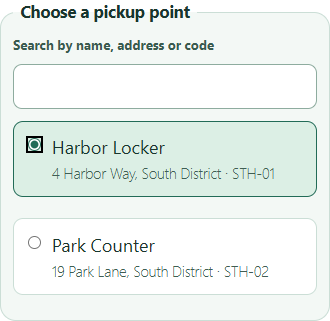 Choose a pickup point
Search by name, address or code
Harbor Locker
4 Harbor Way, South District · STH-01
Park Counter
19 Park Lane, South District · STH-02